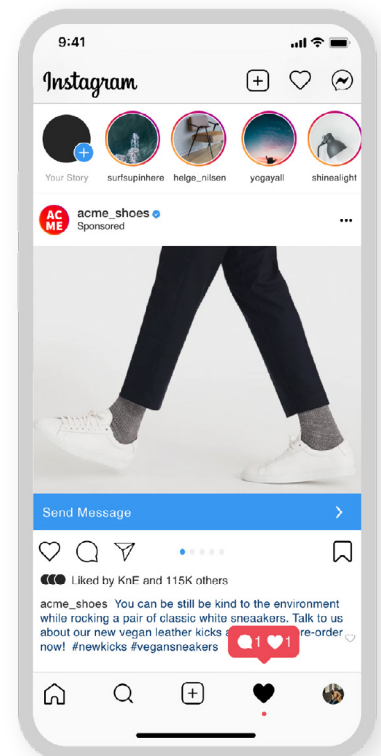 9:41
Instagram
Your Story
surfsupinhere
helge_nilsen
yogayall
shinealight
AC
ME
acme_shoes
Sponsored
Send Message
Liked by KnE and 115K others
acme_shoes You can be still be kind to the environment
while rocking a pair of classic white sneaakers. Talk to us
about our new vegan leather kicks re-order
now! #newkicks #vegansneakers
1 1